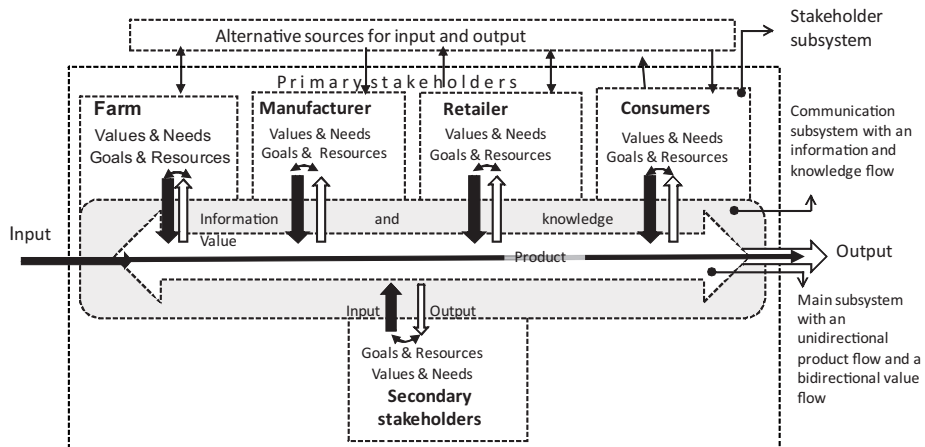 Alternative sources for input and output
Stakeholder
subsystem
Primary stakeholders
Farm
Values & Needs
Goals & Resources
Manufacturer
Values & Needs
Goals & Resources
Retailer
Values & Needs
Goals & Resources
Consumers
Values & Needs
Goals & Resources
Communication
subsystem with an
information and
knowledge flow
Information and knowledge
Value
Input
Product
Output
Input Output
Goals & Resources
Values & Needs
Secondary
stakeholders
Main subsystem
with an
unidirectional
product flow and a
bidirectional value
flow